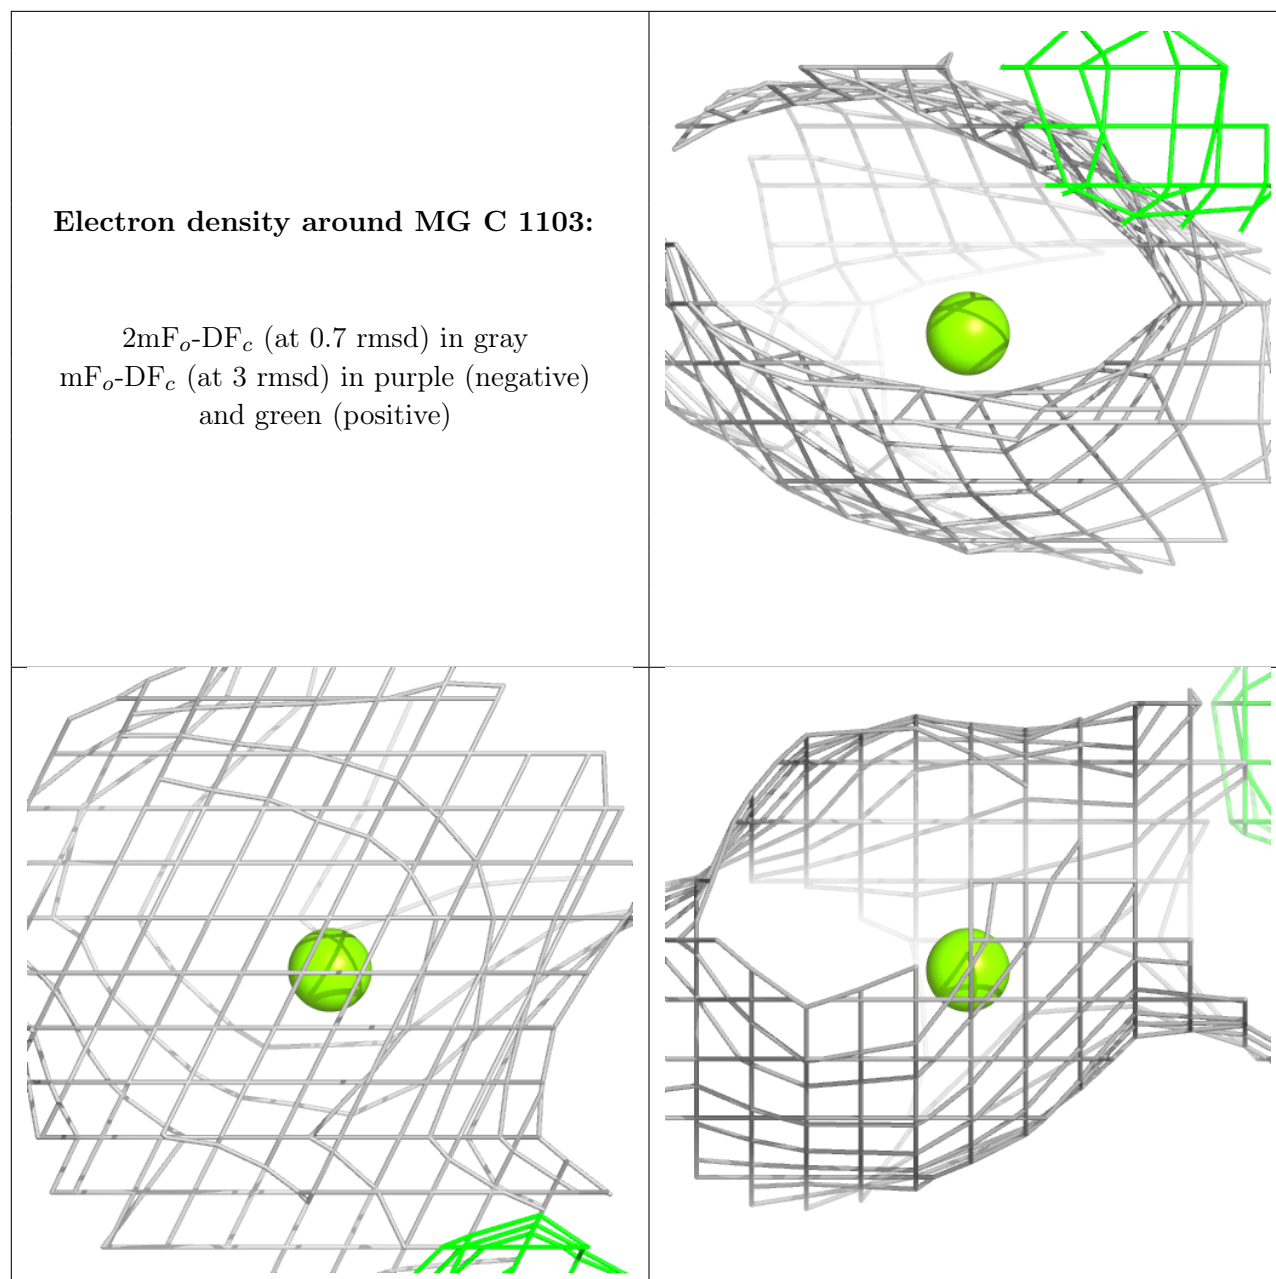 Electron density around MG C 1103:
2mFo-DFc (at 0.7 rmsd) in gray
mFo-DFc (at 3 rmsd) in purple (negative)
and green (positive)